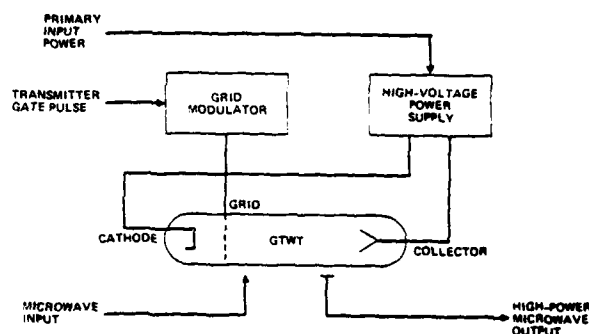 PRIMARY
INPUT
POWER
TRANSMITTER
GATE PULSE
GRID
MODULATOR
HIGH-VOLTAGE
POWER
SUPPLY
GRID
CATHODE
GTWT
COLLECTOR
MICROWAVE
INPUT
HIGH-POWER
MICROWAVE
OUTPUT